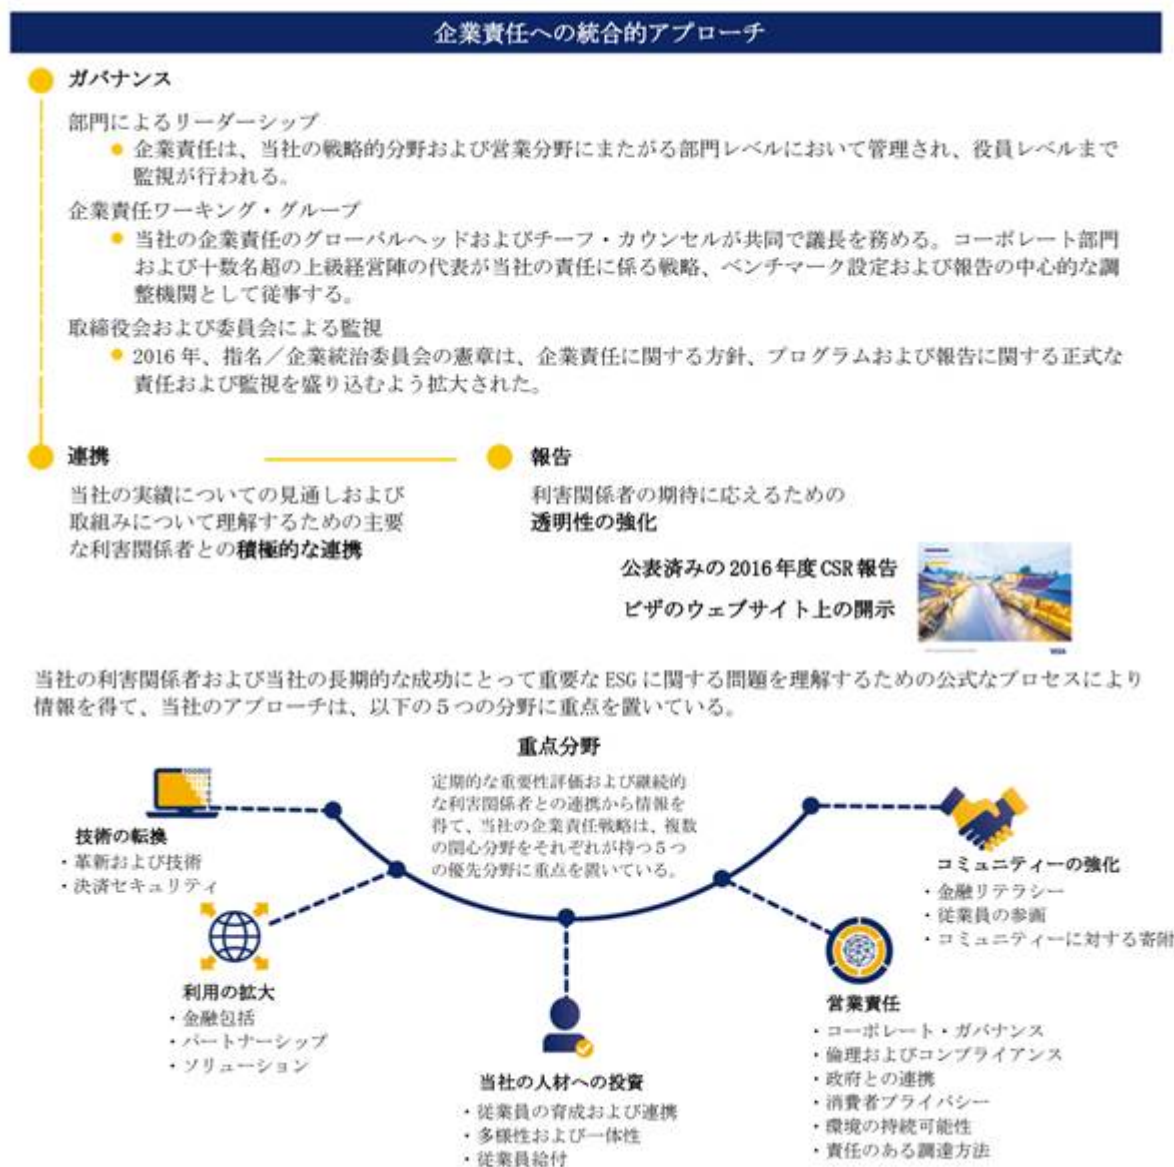 企業責任への統合的アプローチ
ガバナンス
部門によるリーダーシップ
● 企業責任は、当社の戦略的分野および営業分野にまたがる部門レベルにおいて管理され、役員レベルまで
監視が行われる。
企業責任ワーキング・グループ
● 当社の企業責任のグローバルヘッドおよびチーフ・カウンセルが共同で議長を務める。コーポレート部門
および十数名超の上級経営陣の代表が当社の責任に係る戦略、ベンチマーク設定および報告の中心的な調
整機関として従事する。
取締役会および委員会による監視
● 2016 年、指名／企業統治委員会の憲章は、企業責任に関する方針、プログラムおよび報告に関する正式な
責任および監視を盛り込むよう拡大された。
連携
当社の実績についての見通しおよび
取組みについて理解するための主要
な利害関係者との積極的な連携
報告
利害関係者の期待に応えるための
透明性の強化
公表済みの 2016 年度 CSR 報告
ビザのウェブサイト上の開示
VISA
当社の利害関係者および当社の長期的な成功にとって重要な ESG に関する問題を理解するための公式なプロセスにより
情報を得て、当社のアプローチは、以下の５つの分野に重点を置いている。
重点分野
定期的な重要性評価および継続的
な利害関係者との連携から情報を
得て、当社の企業責任戦略は、複数
の関心分野をそれぞれが持つ５つ
の優先分野に重点を置いている。
技術の転換
・革新および技術
・決済セキュリティ
利用の拡大
・金融包括
・パートナーシップ
・ソリューション
当社の人材への投資
・従業員の育成および連携
・多様性および一体性
・従業員給付
営業責任
・コーポレート・ガバナンス
・倫理およびコンプライアンス
・政府との連携
・消費者プライバシー
・環境の持続可能性
・責任のある調達方法
コミュニティーの強化
・金融リテラシー
・従業員の参画
・コミュニティーに対する寄附